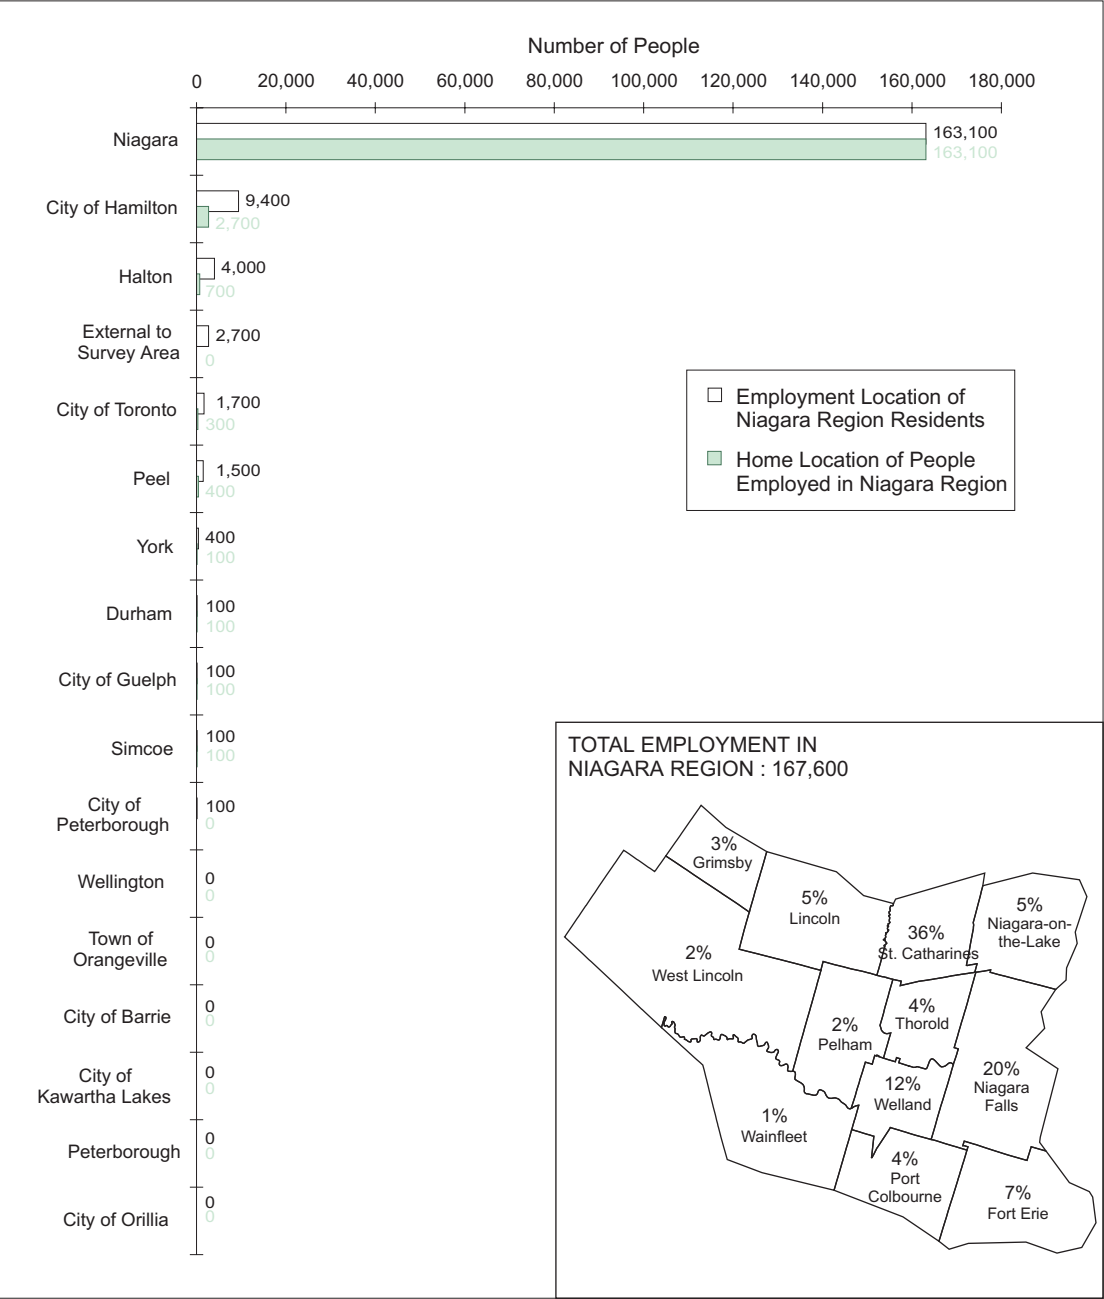 Number of People
0 20,000 40,000 60,000 80,000 100,000 120,000 140,000 160,000 180,000
Niagara
163,100
163,100
City of Hamilton
9,400
2,700
Halton
4,000
700
External to
Survey Area
2,700
0
City of Toronto
1,700
300
Peel
1,500
400
York
400
100
Durham
100
100
City of Guelph
100
100
Simcoe
100
100
City of
Peterborough
100
0
Wellington
0
0
Town of
Orangeville
0
0
City of Barrie
0
0
City of
Kawartha Lakes
0
0
Peterborough
0
0
City of Orillia
0
0
Employment Location of
Niagara Region Residents
Home Location of People
Employed in Niagara Region
TOTAL EMPLOYMENT IN
NIAGARA REGION : 167,600
3%
Grimsby
5%
Lincoln
36%
St. Catharines
5%
Niagara-on-
the-Lake
2%
West Lincoln
2%
Pelham
4%
Thorold
20%
Niagara
Falls
12%
Welland
1%
Wainfleet
4%
Port
Colbourne
7%
Fort Erie